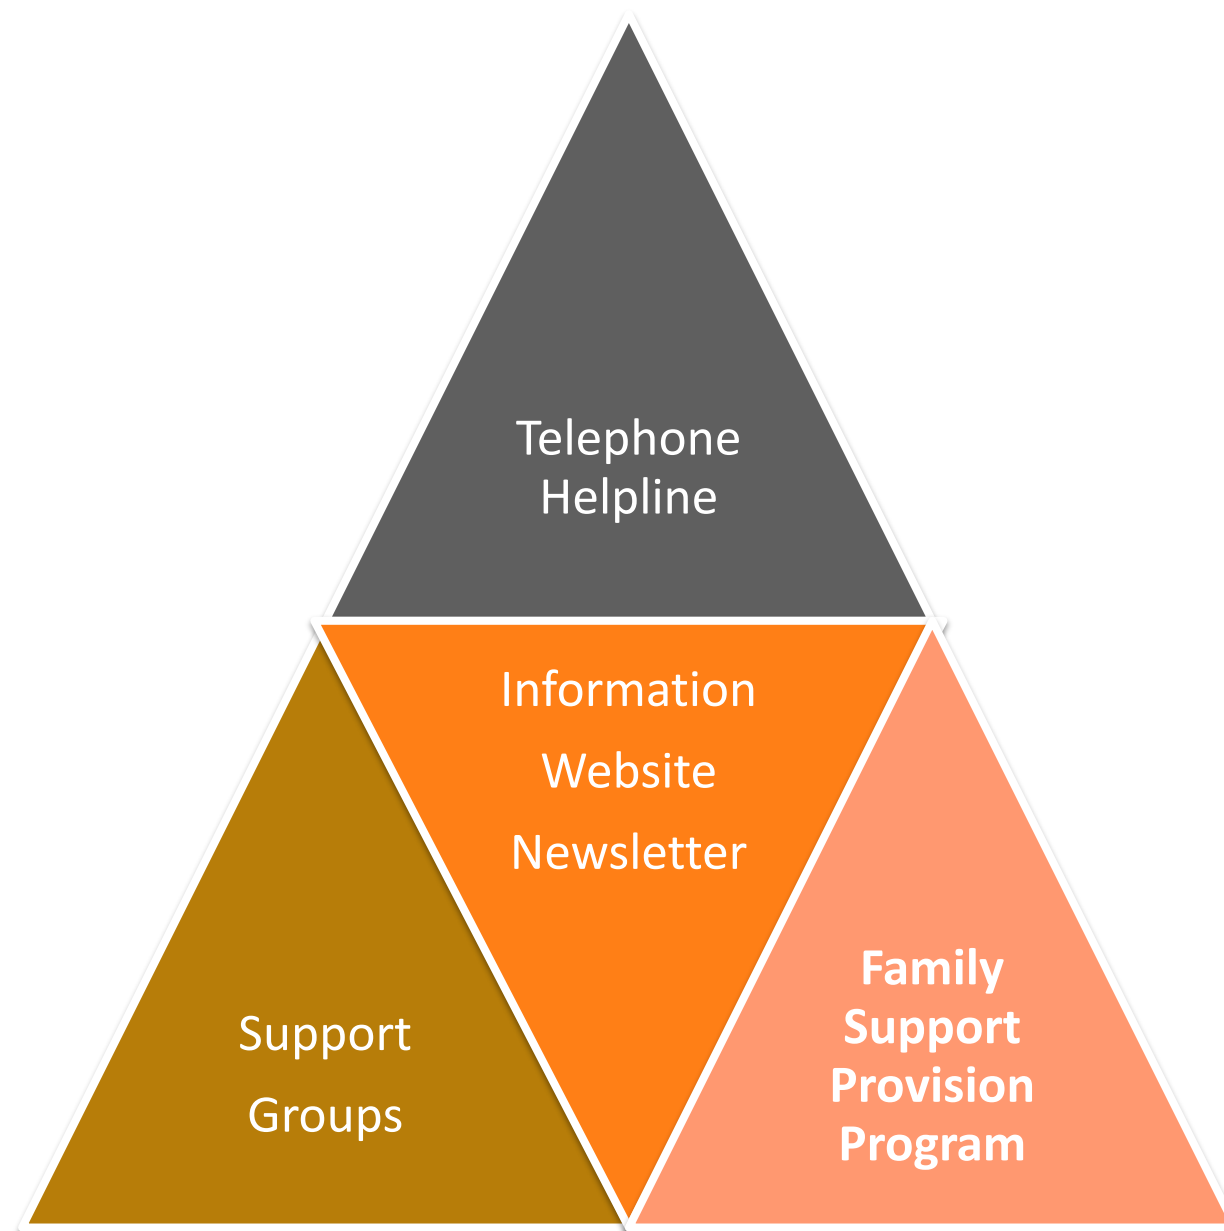 Telephone
Helpline
Information
Website
Newsletter
Support
Groups
Family
Support
Provision
Program